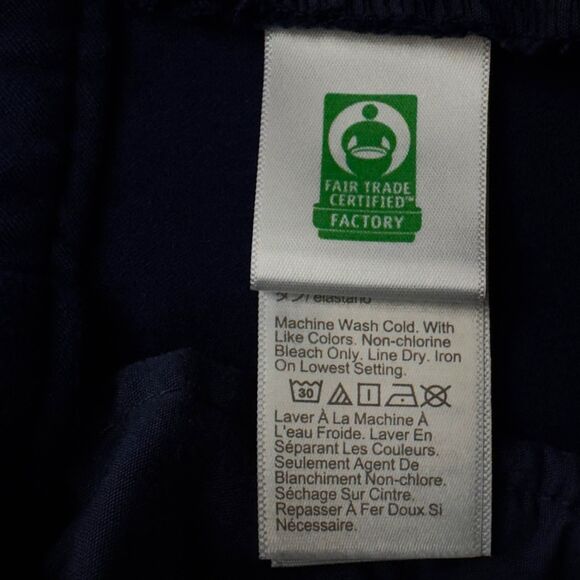 FAIR TRADE
CERTIFIED™
FACTORY
elastano
Machine Wash Cold. With
Like Colors. Non-chlorine
Bleach Only. Line Dry. Iron
On Lowest Setting.
30
Laver À La Machine À
L'eau Froide. Laver En
Séparant Les Couleurs.
Seulement Agent De
Blanchiment Non-chlore.
Séchage Sur Cintre.
Repasser À Fer Doux Si
Nécessaire.